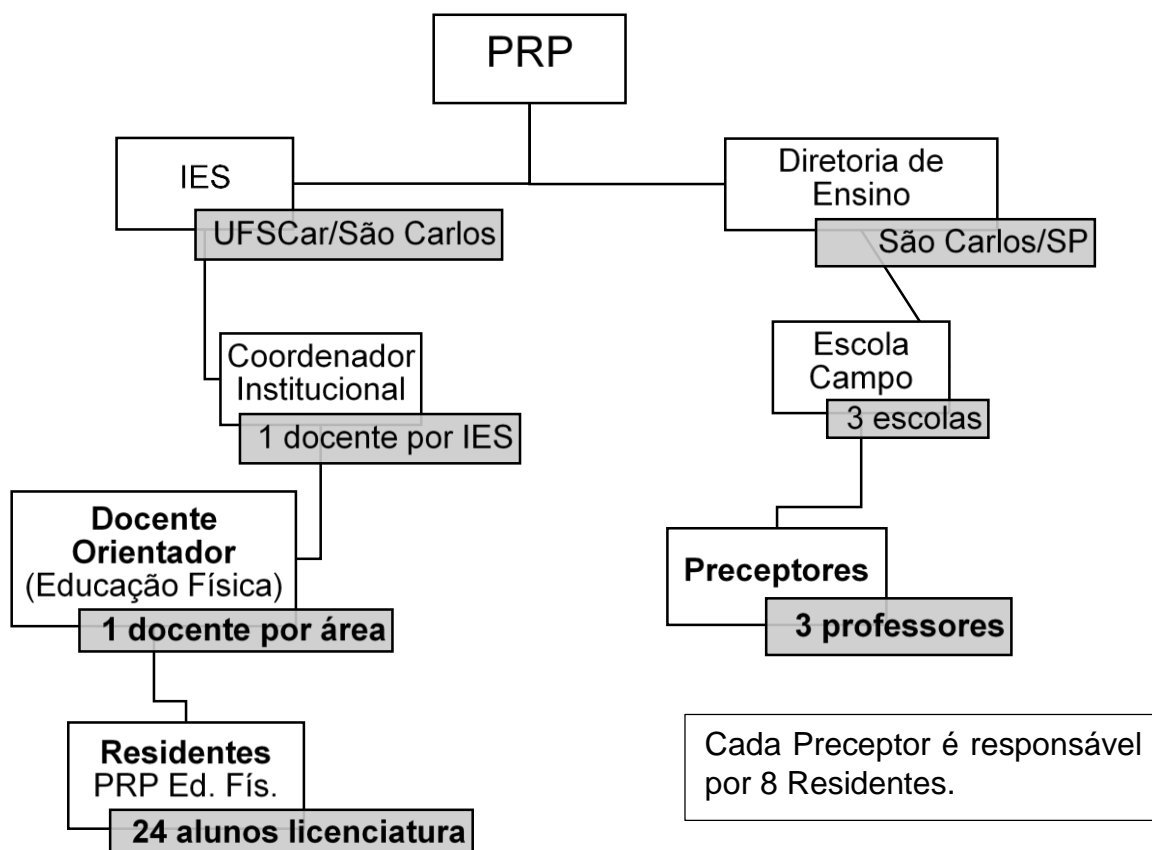 PRP
IES
UFSCar/São Carlos
Diretoria de
Ensino
São Carlos/SP
Coordenador
Institucional
1 docente por IES
Escola
Campo
3 escolas
Docente
Orientador
(Educação Física)
1 docente por área
Preceptores
3 professores
Residentes
PRP Ed. Fís.
24 alunos licenciatura
Cada Preceptor é responsável
por 8 Residentes.